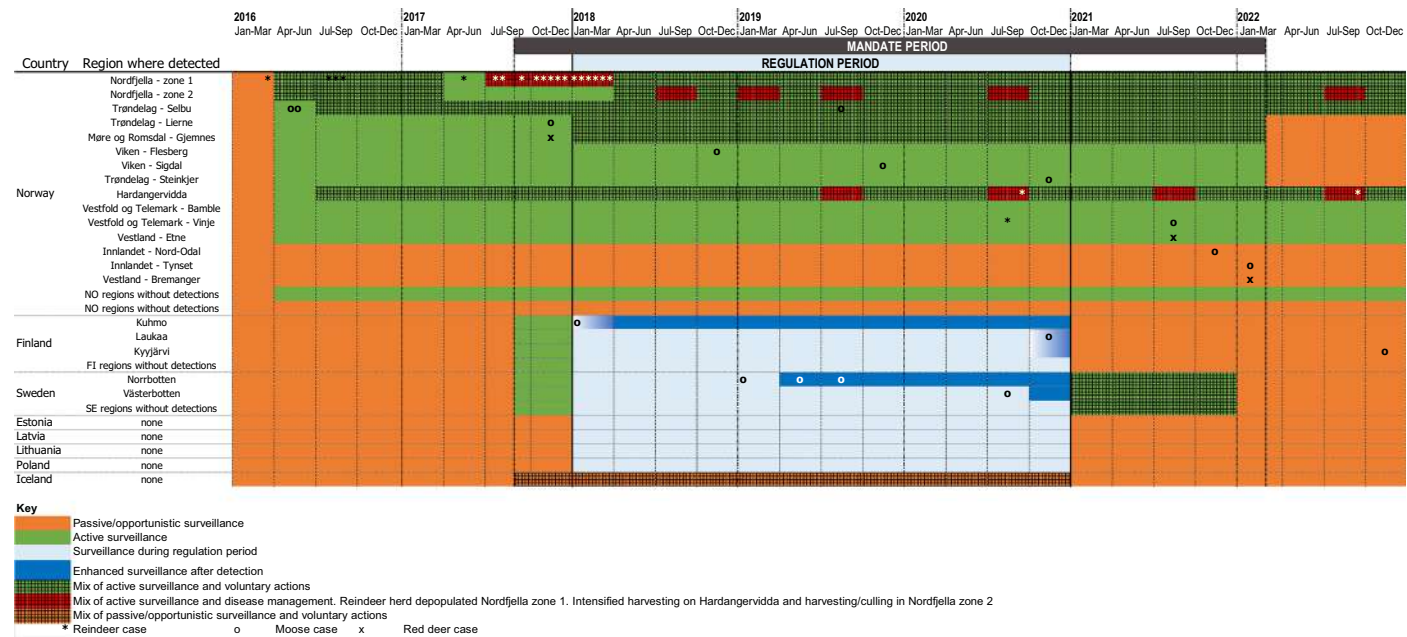 2016 2017 2018 2019 2020 2021 2022
Jan-Mar Apr-Jun Jul-Sep Oct-Dec Jan-Mar Apr-Jun Jul-Sep Oct-Dec Jan-Mar Apr-Jun Jul-Sep Oct-Dec Jan-Mar Apr-Jun Jul-Sep Oct-Dec Jan-Mar Apr-Jun Jul-Sep Oct-Dec Jan-Mar Apr-Jun Jul-Sep Oct-Dec Jan-Mar Apr-Jun Jul-Sep Oct-Dec
MANDATE PERIOD
Country Region where detected REGULATION PERIOD
Nordfjella - zone 1 * *** * ** * ***** ******
Nordfjella - zone 2
Trøndelag - Selbu oo o
Trøndelag - Lierne o
Møre og Romsdal - Gjemnes x
Viken - Flesberg o
Viken - Sigdal o
Trøndelag - Steinkjer o
Norway Hardangervidda * *
Vestfold og Telemark - Bamble
Vestfold og Telemark - Vinje * o
Vestland - Etne x
Innlandet - Nord-Odal o
Innlandet - Tynset o
Vestland - Bremanger x
NO regions without detections
NO regions without detections
Kuhmo o
Finland Laukaa o
Kyyjärvi o
FI regions without detections
Norrbotten o o o
Sweden Västerbotten o
SE regions without detections
Estonia none
Latvia none
Lithuania none
Poland none
Iceland none
Key
Passive/opportunistic surveillance
Active surveillance
Surveillance during regulation period
Enhanced surveillance after detection
Mix of active surveillance and voluntary actions
Mix of active surveillance and disease management. Reindeer herd depopulated Nordfjella zone 1. Intensified harvesting on Hardangervidda and harvesting/culling in Nordfjella zone 2
Mix of passive/opportunistic surveillance and voluntary actions
* Reindeer case o Moose case x Red deer case